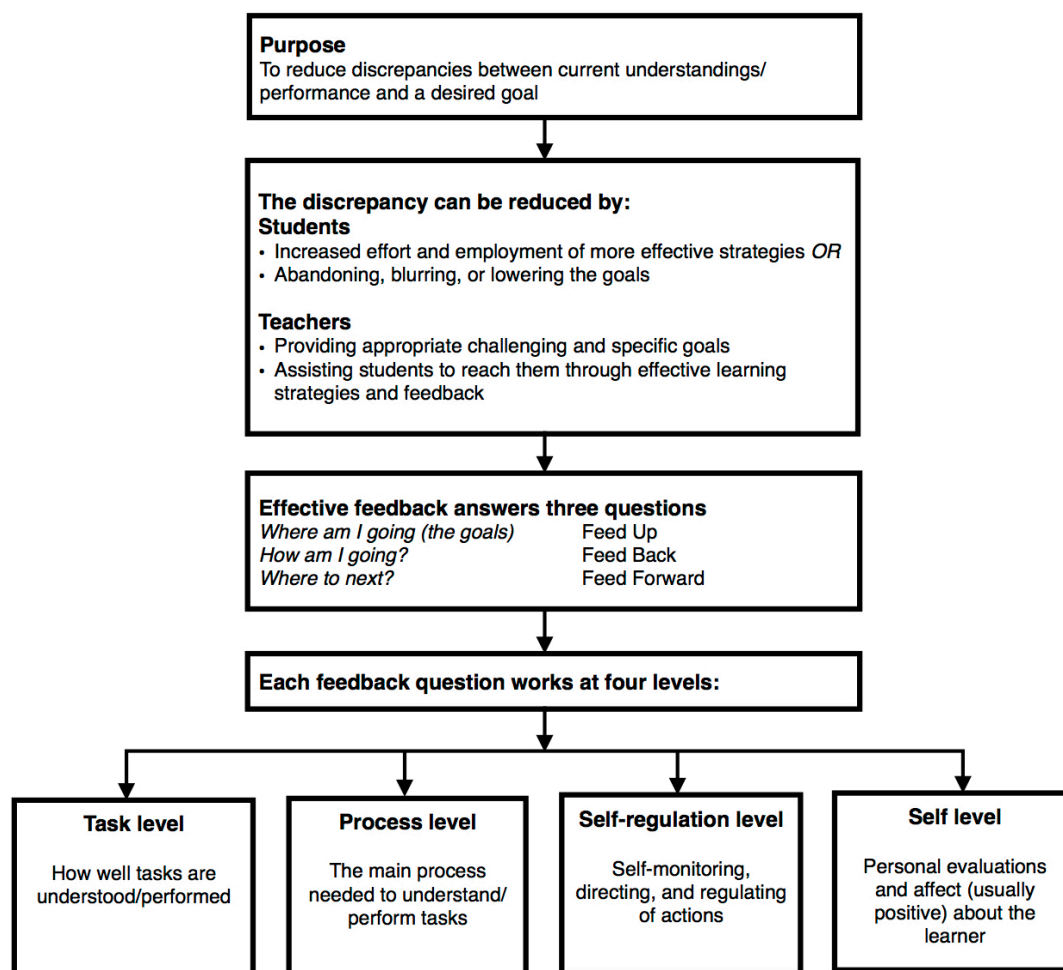 Purpose
To reduce discrepancies between current understandings/
performance and a desired goal
The discrepancy can be reduced by:
Students
• Increased effort and employment of more effective strategies OR
• Abandoning, blurring, or lowering the goals
Teachers
• Providing appropriate challenging and specific goals
• Assisting students to reach them through effective learning
strategies and feedback
Effective feedback answers three questions
Where am I going (the goals) Feed Up
How am I going? Feed Back
Where to next? Feed Forward
Each feedback question works at four levels:
Task level
How well tasks are
understood/performed
Process level
The main process
needed to understand/
perform tasks
Self-regulation level
Self-monitoring,
directing, and regulating
of actions
Self level
Personal evaluations
and affect (usually
positive) about the
learner